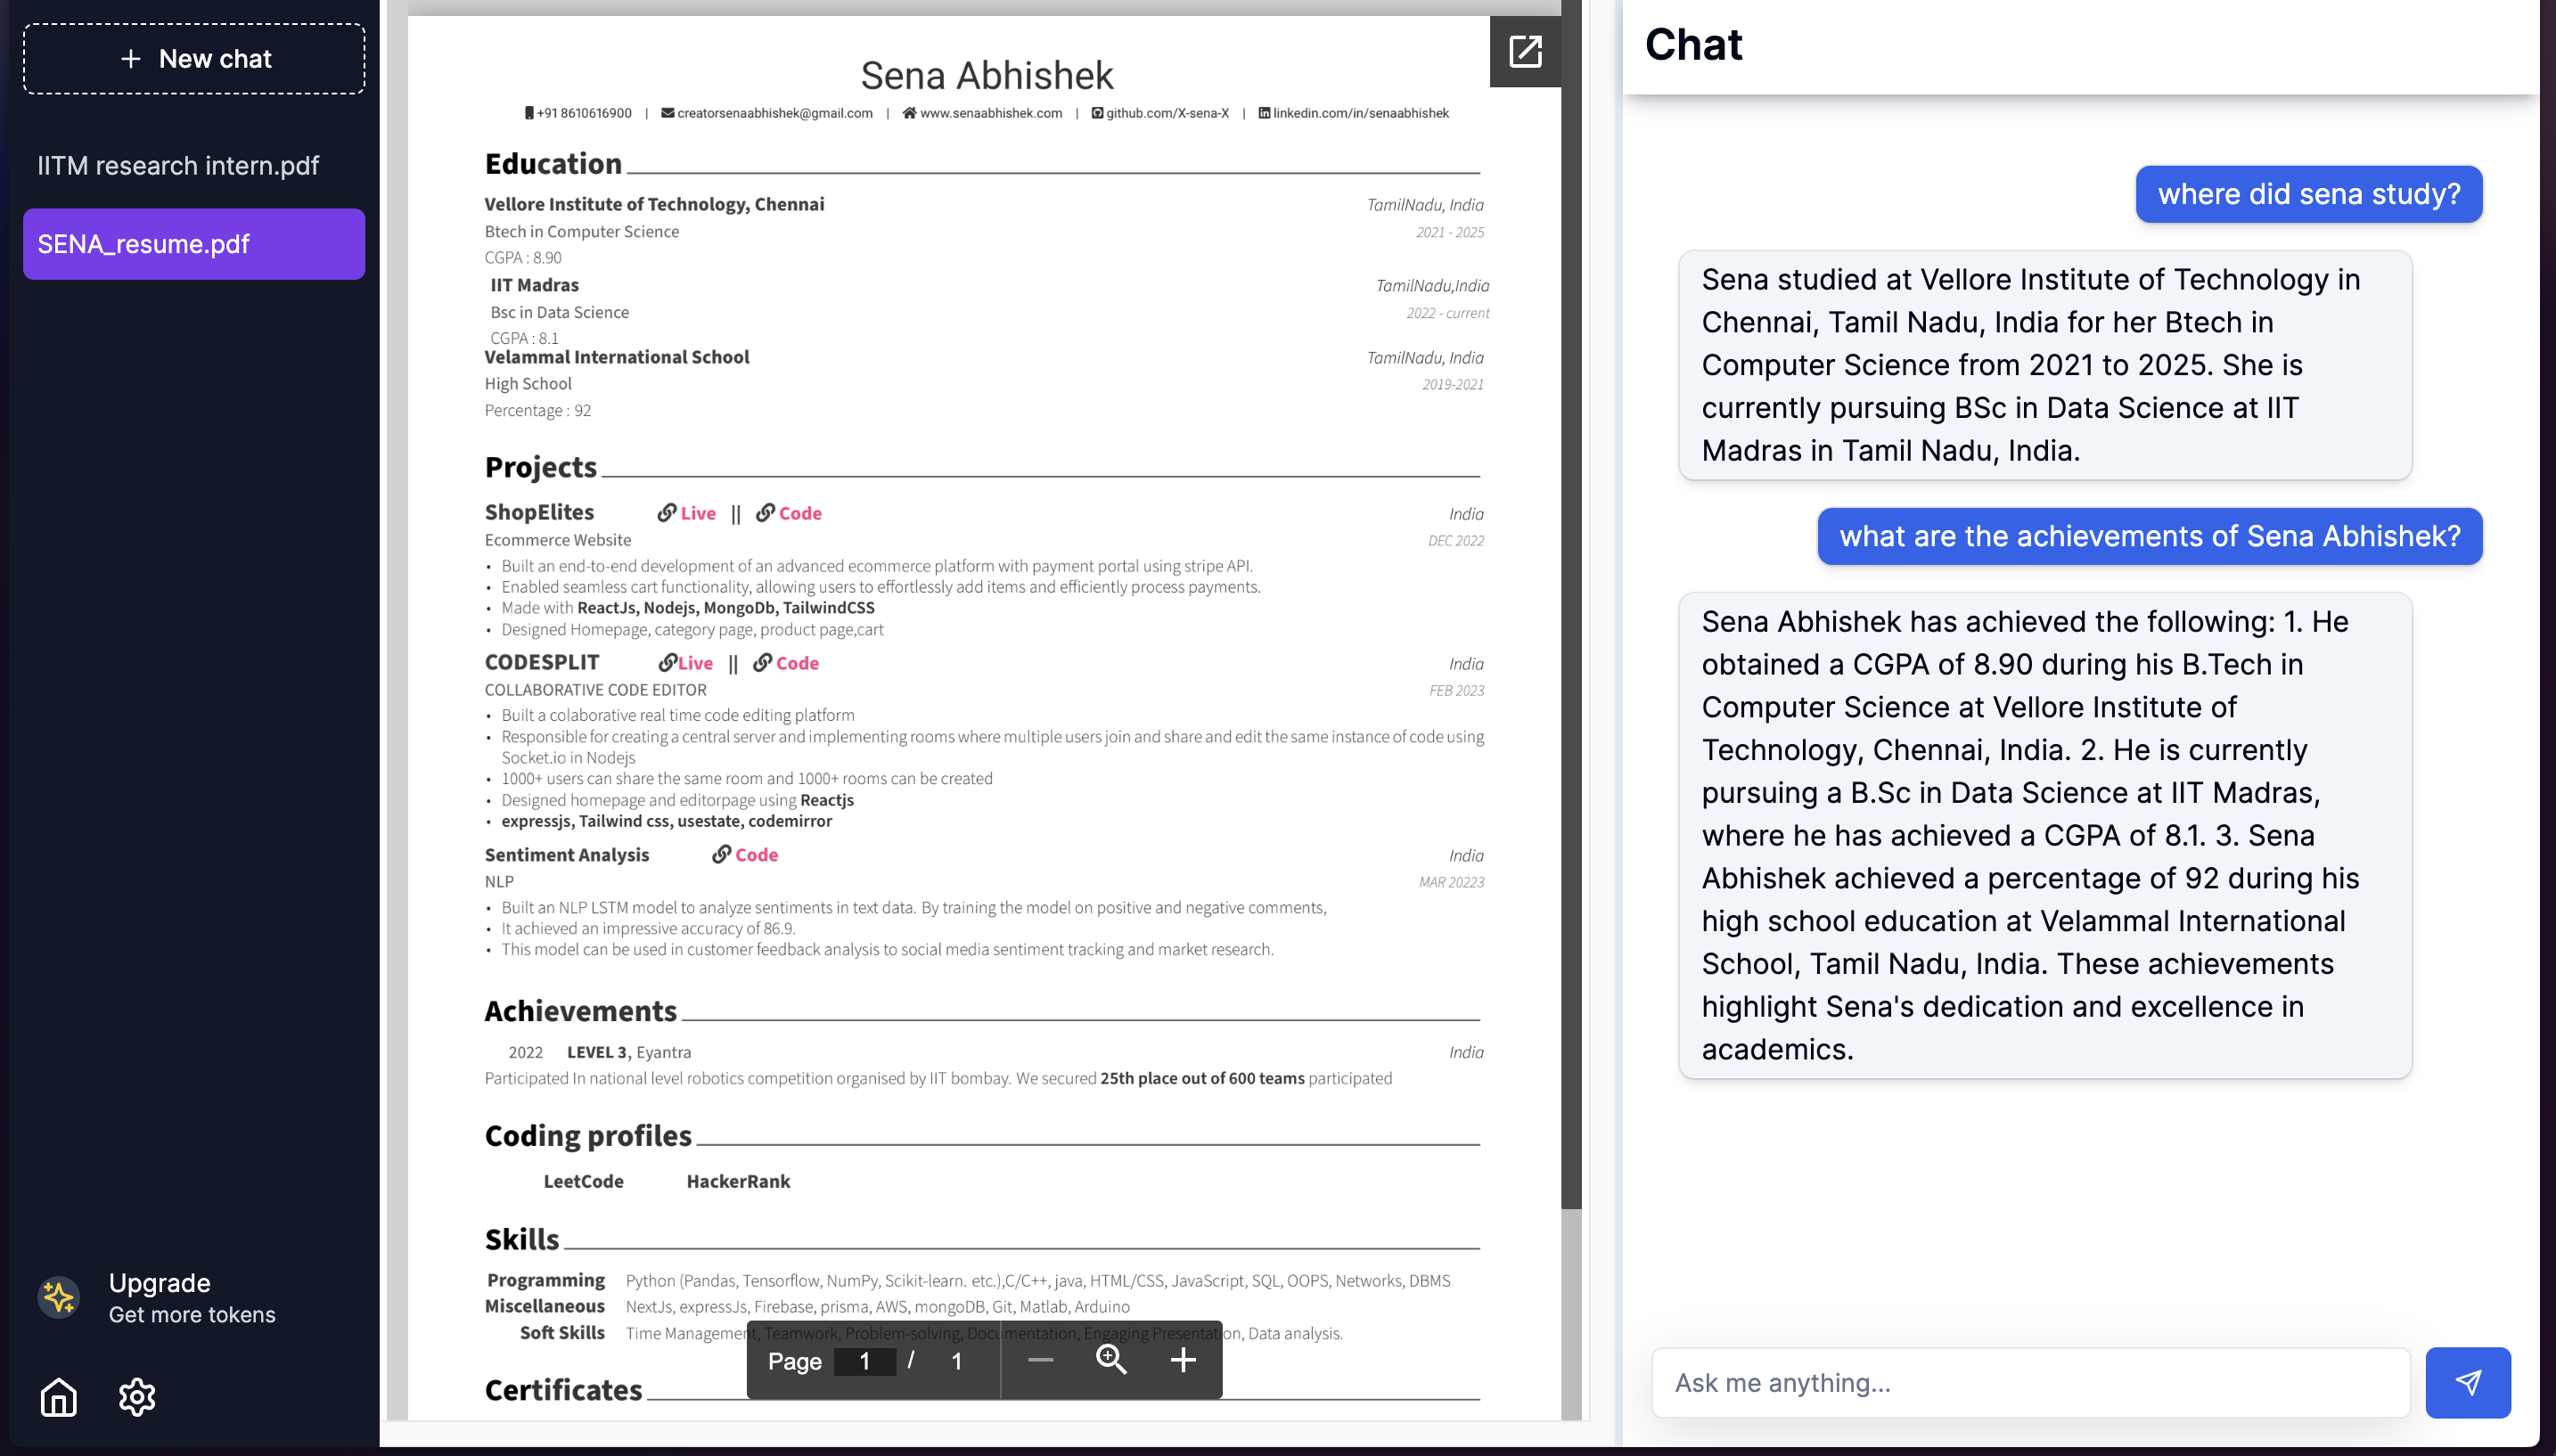 New chat
IITM research intern.pdf
SENA_resume.pdf
Upgrade
Get more tokens
Sena Abhishek
+91 8610616900 | creatorsenaabhishek@gmail.com | www.senaabhishek.com | github.com/X-sena-X | linkedin.com/in/senaabhishek
Education
Vellore Institute of Technology, Chennai TamilNadu, India
Btech in Computer Science 2021 - 2025
CGPA : 8.90
IIT Madras TamilNadu,India
Bsc in Data Science 2022 - current
CGPA : 8.1
Velammal International School TamilNadu, India
High School 2019-2021
Percentage : 92
Projects
ShopElites Live || Code India
Ecommerce Website DEC 2022
• Built an end-to-end development of an advanced ecommerce platform with payment portal using stripe API.
• Enabled seamless cart functionality, allowing users to effortlessly add items and efficiently process payments.
• Made with ReactJs, Nodejs, MongoDb, TailwindCSS
• Designed Homepage, category page, product page,cart
CODESPLIT Live || Code India
COLLABORATIVE CODE EDITOR FEB 2023
• Built a colaborative real time code editing platform
• Responsible for creating a central server and implementing rooms where multiple users join and share and edit the same instance of code using
Socket.io in Nodejs
• 1000+ users can share the same room and 1000+ rooms can be created
• Designed homepage and editorpage using Reactjs
• expressjs, Tailwind css, usestate, codemirror
Sentiment Analysis Code India
NLP MAR 20223
• Built an NLP LSTM model to analyze sentiments in text data. By training the model on positive and negative comments,
• It achieved an impressive accuracy of 86.9.
• This model can be used in customer feedback analysis to social media sentiment tracking and market research.
Achievements
2022 LEVEL 3, Eyantra India
Participated In national level robotics competition organised by IIT bombay. We secured 25th place out of 600 teams participated
Coding profiles
LeetCode HackerRank
Skills
Programming Python (Pandas, Tensorflow, NumPy, Scikit-learn. etc.),C/C++, java, HTML/CSS, JavaScript, SQL, OOPS, Networks, DBMS
Miscellaneous NextJs, expressJs, Firebase, prisma, AWS, mongoDB, Git, Matlab, Arduino
Soft Skills Time Management, Teamwork, Problem-solving, Documentation, Engaging Presentation, Data analysis.
Page 1 / 1
Certificates
Chat
where did sena study?
Sena studied at Vellore Institute of Technology in
Chennai, Tamil Nadu, India for her Btech in
Computer Science from 2021 to 2025. She is
currently pursuing BSc in Data Science at IIT
Madras in Tamil Nadu, India.
what are the achievements of Sena Abhishek?
Sena Abhishek has achieved the following: 1. He
obtained a CGPA of 8.90 during his B.Tech in
Computer Science at Vellore Institute of
Technology, Chennai, India. 2. He is currently
pursuing a B.Sc in Data Science at IIT Madras,
where he has achieved a CGPA of 8.1. 3. Sena
Abhishek achieved a percentage of 92 during his
high school education at Velammal International
School, Tamil Nadu, India. These achievements
highlight Sena's dedication and excellence in
academics.
Ask me anything...